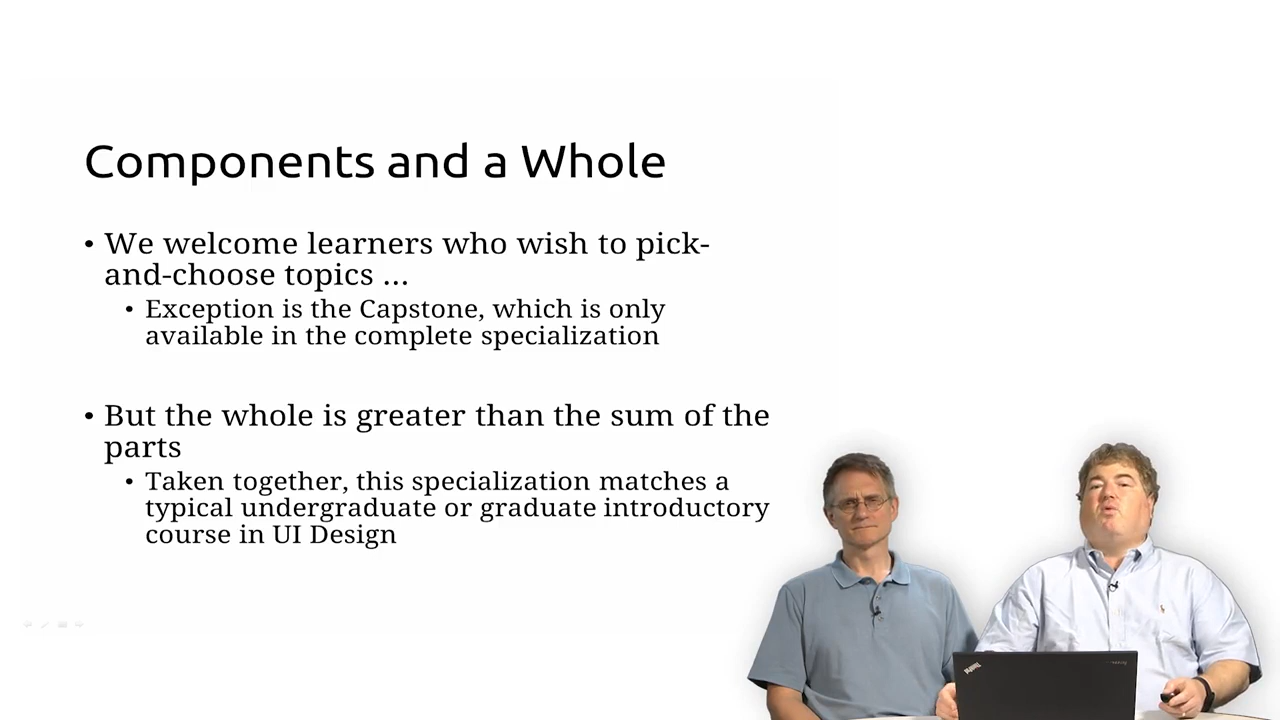 Components and a Whole
• We welcome learners who wish to pick-
and-choose topics ...
• Exception is the Capstone, which is only
available in the complete specialization
• But the whole is greater than the sum of the
parts
• Taken together, this specialization matches a
typical undergraduate or graduate introductory
course in UI Design
ThinkPad